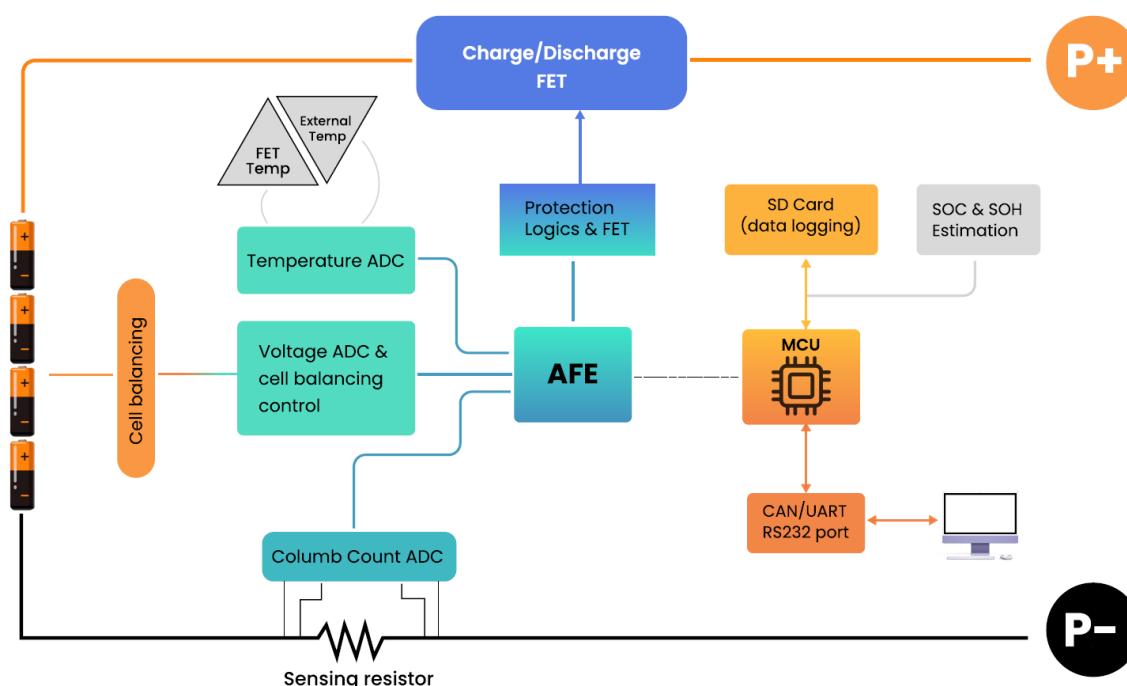 Charge/Discharge
FET
P+
External
Temp
FET
Temp
Protection
Logics & FET
SD Card
(data logging)
SOC & SOH
Estimation
Temperature ADC
Cell balancing
Voltage ADC &
cell balancing
control
AFE
MCU
CAN/UART
RS232 port
Columb Count ADC
P-
Sensing resistor